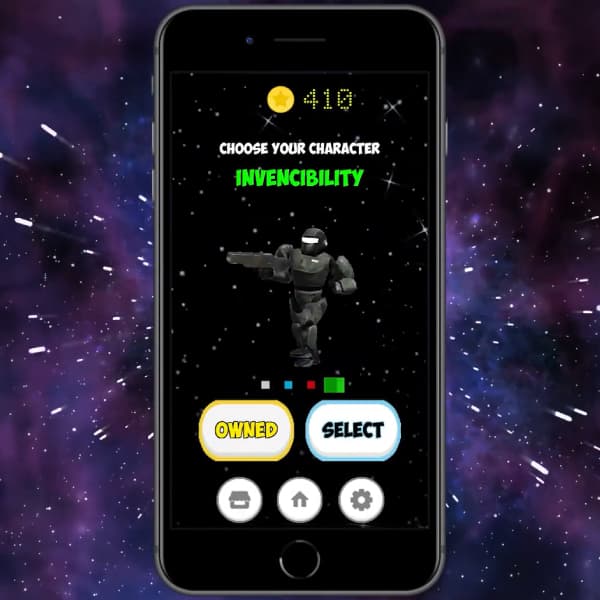 410
CHOOSE YOUR CHARACTER
INVENCIBILITY
OWNED
SELECT